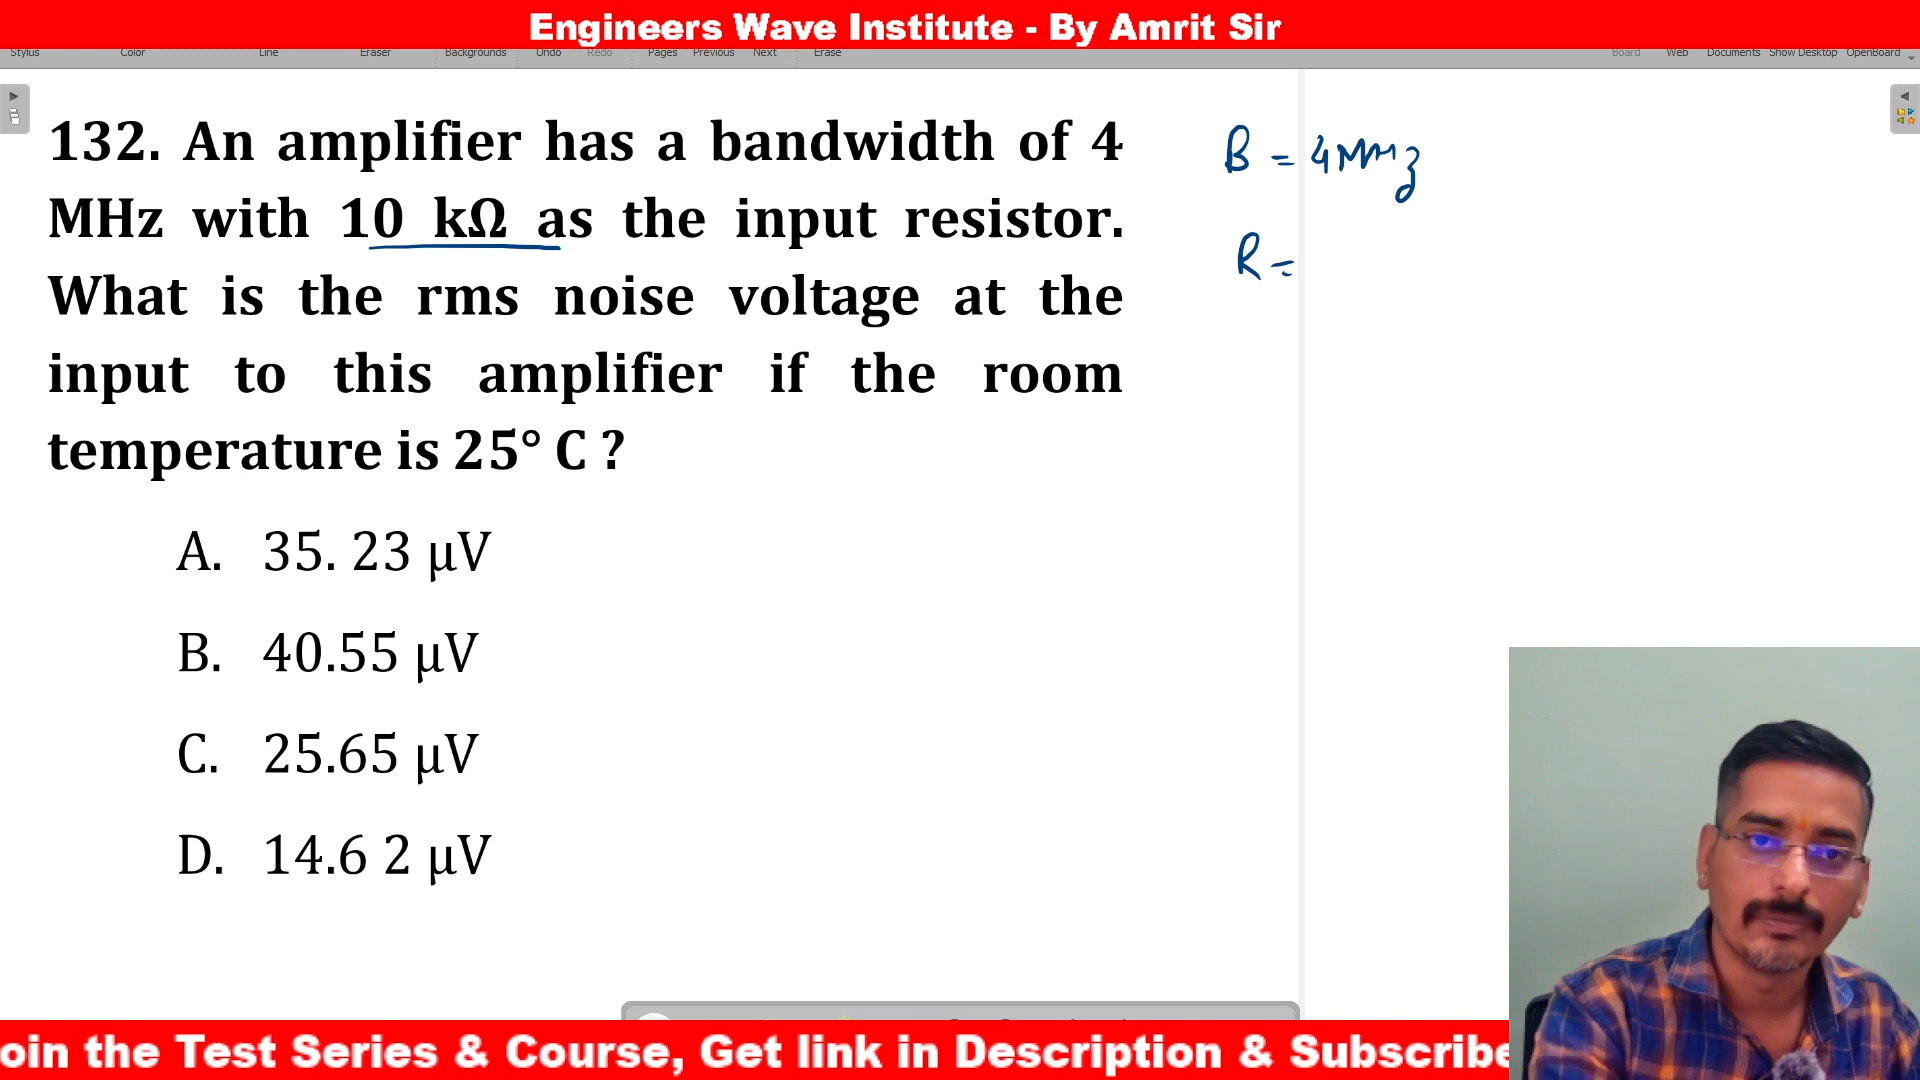 Engineers Wave Institute - By Amrit Sir
Stylus Color Line Eraser Backgrounds Undo Redo Pages Previous Next Erase Board Web Documents Show Desktop OpenBoard
132. An amplifier has a bandwidth of 4
MHz with 10 kΩ as the input resistor.
What is the rms noise voltage at the
input to this amplifier if the room
temperature is 25° C ?
A. 35. 23 μV
B. 40.55 μV
C. 25.65 μV
D. 14.6 2 μV
B = 4 MHz
R =
oin the Test Series & Course, Get link in Description & Subscribe